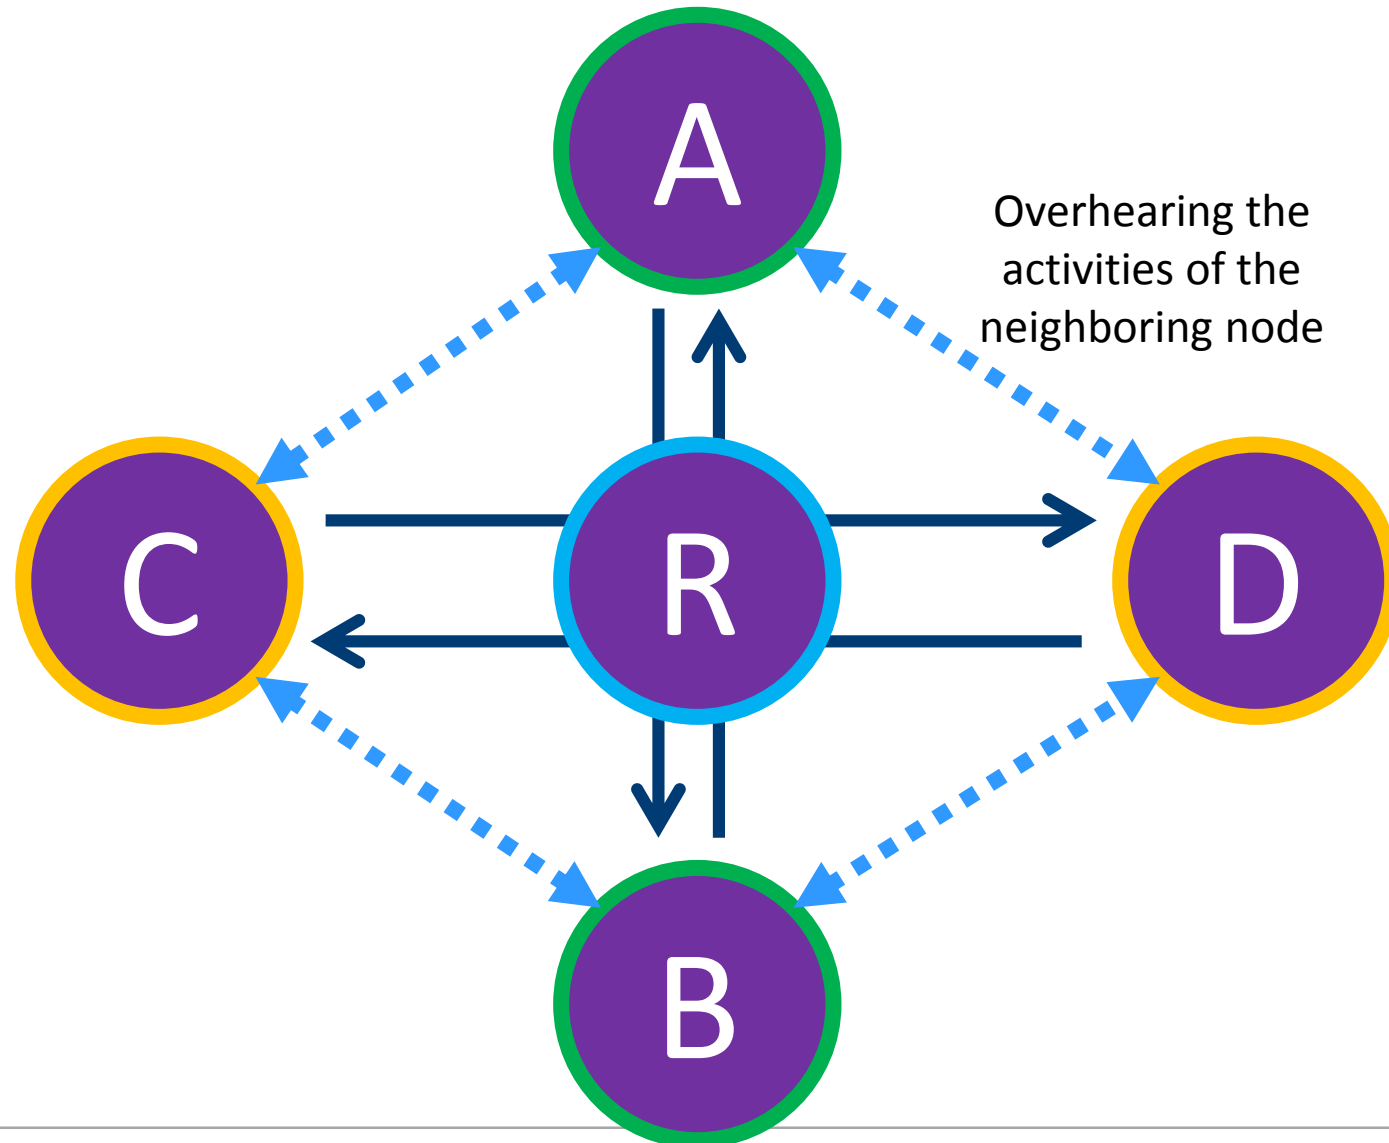 A
Overhearing the
activities of the
neighboring node
C
R
D
B